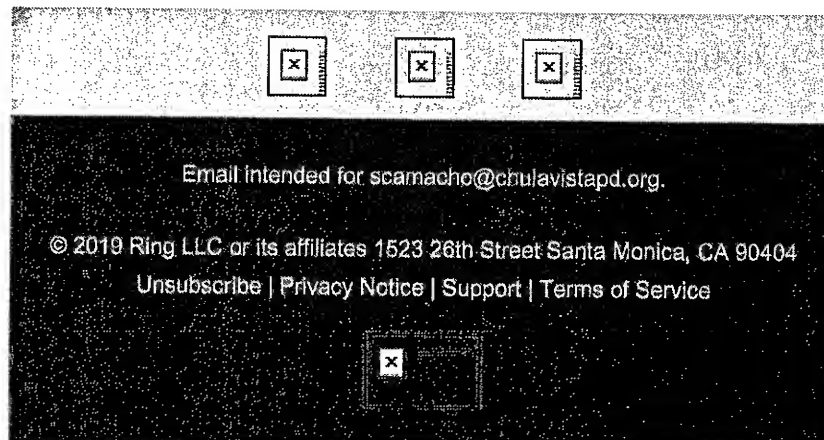 Email intended for scamacho@chulavistapd.org.
© 2019 Ring LLC or its affiliates 1523 26th Street Santa Monica, CA 90404
Unsubscribe | Privacy Notice | Support | Terms of Service